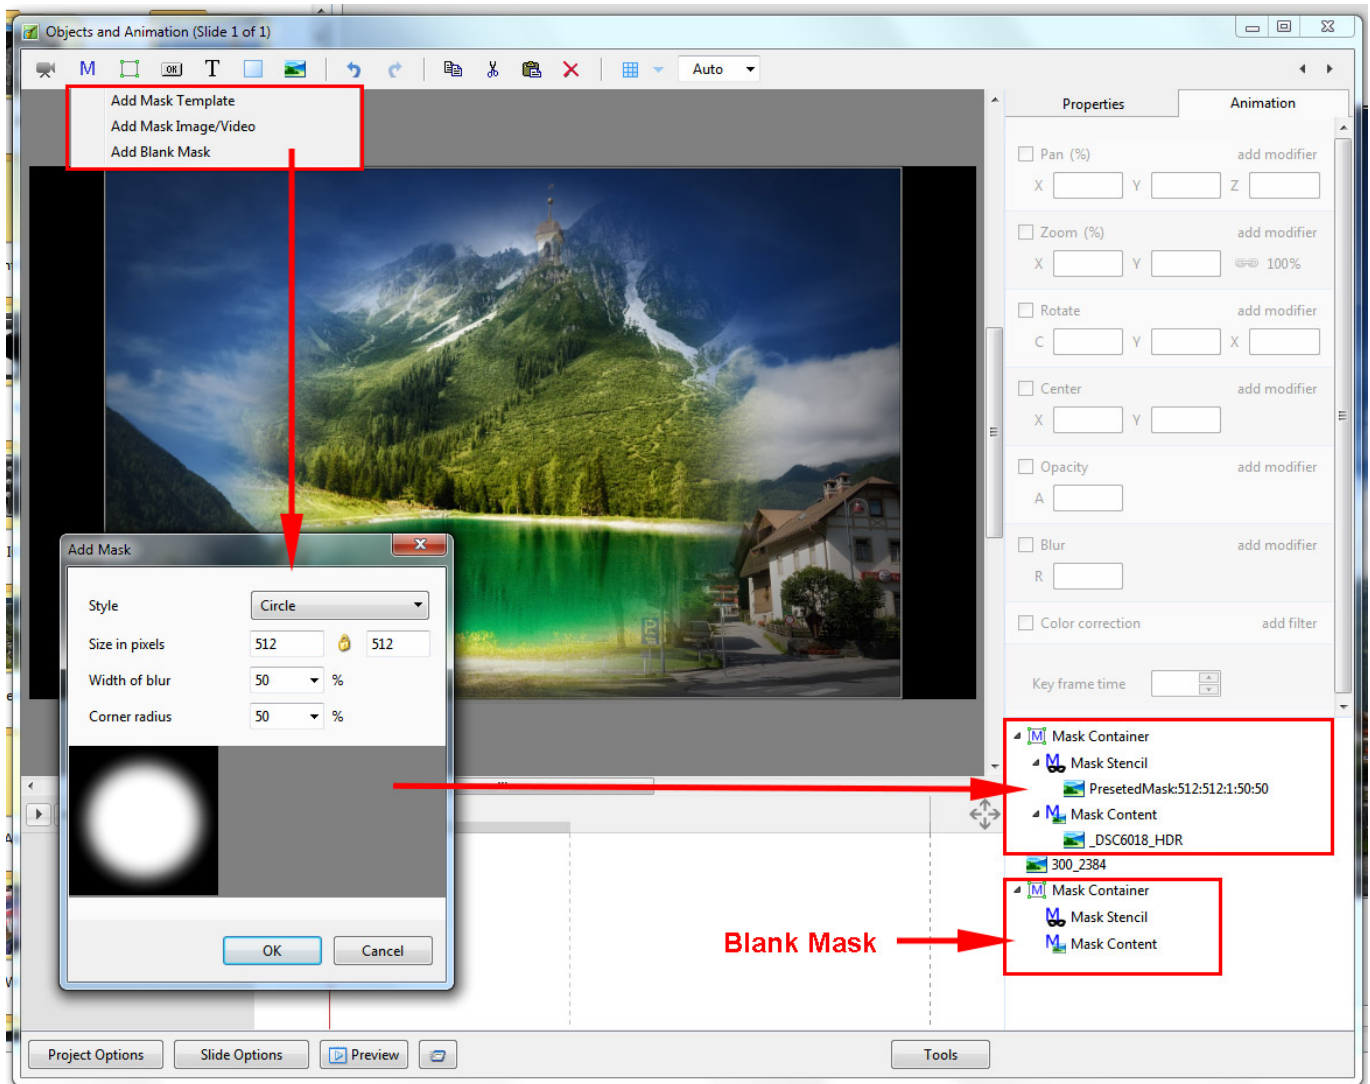 Objects and Animation (Slide 1 of 1)
M OK T Auto
Add Mask Template
Add Mask Image/Video
Add Blank Mask
Properties Animation
Pan (%) add modifier
X Y Z
Zoom (%) add modifier
X Y 100%
Rotate add modifier
C Y X
Center add modifier
X Y
Opacity add modifier
A
Blur add modifier
R
Color correction add filter
Key frame time
Add Mask
Style Circle
Size in pixels 512 512
Width of blur 50 %
Corner radius 50 %
OK Cancel
P
Mask Container
Mask Stencil
PresetedMask:512:512:1:50:50
Mask Content
_DSC6018_HDR
300_2384
Mask Container
Mask Stencil
Mask Content
Blank Mask
Project Options Slide Options Preview Tools